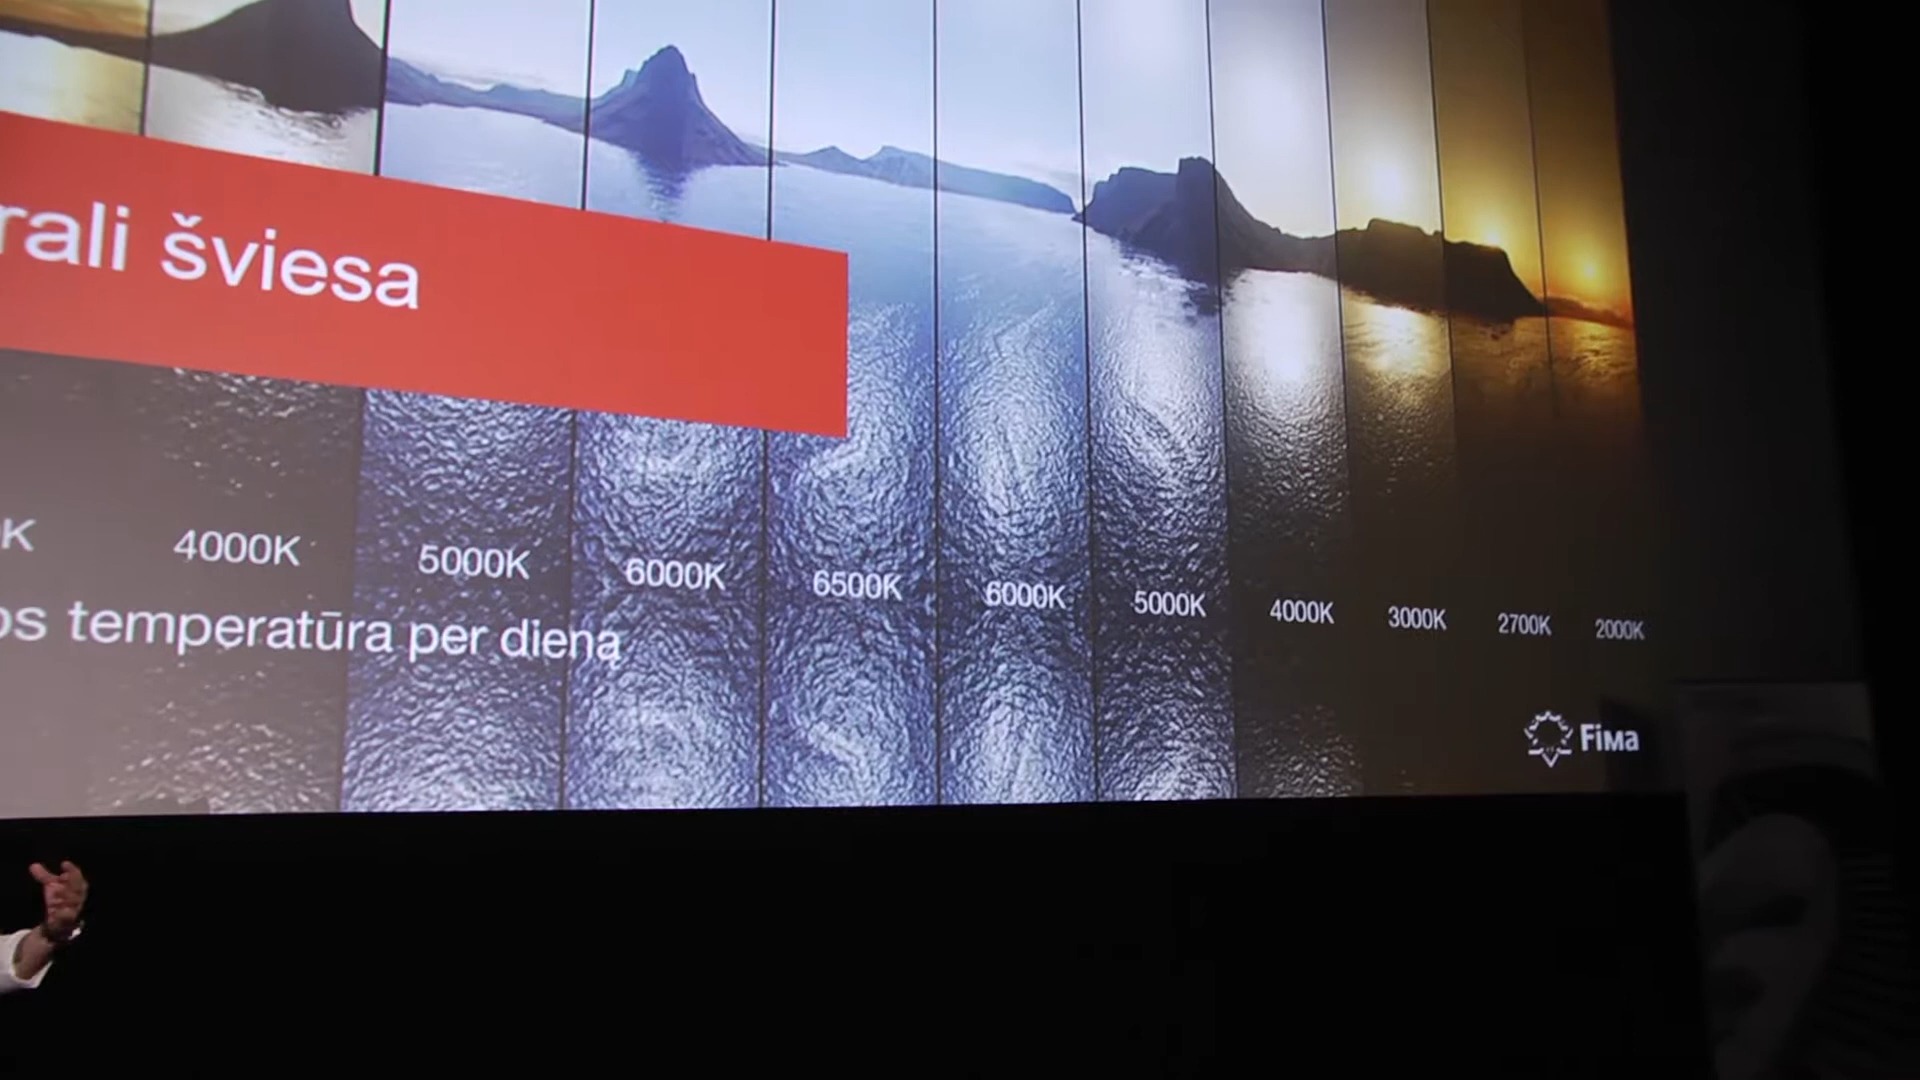 rali šviesa
K 4000K 5000K 6000K 6500K 6000K 5000K 4000K 3000K 2700K 2000K
os temperatūra per dieną
Fima